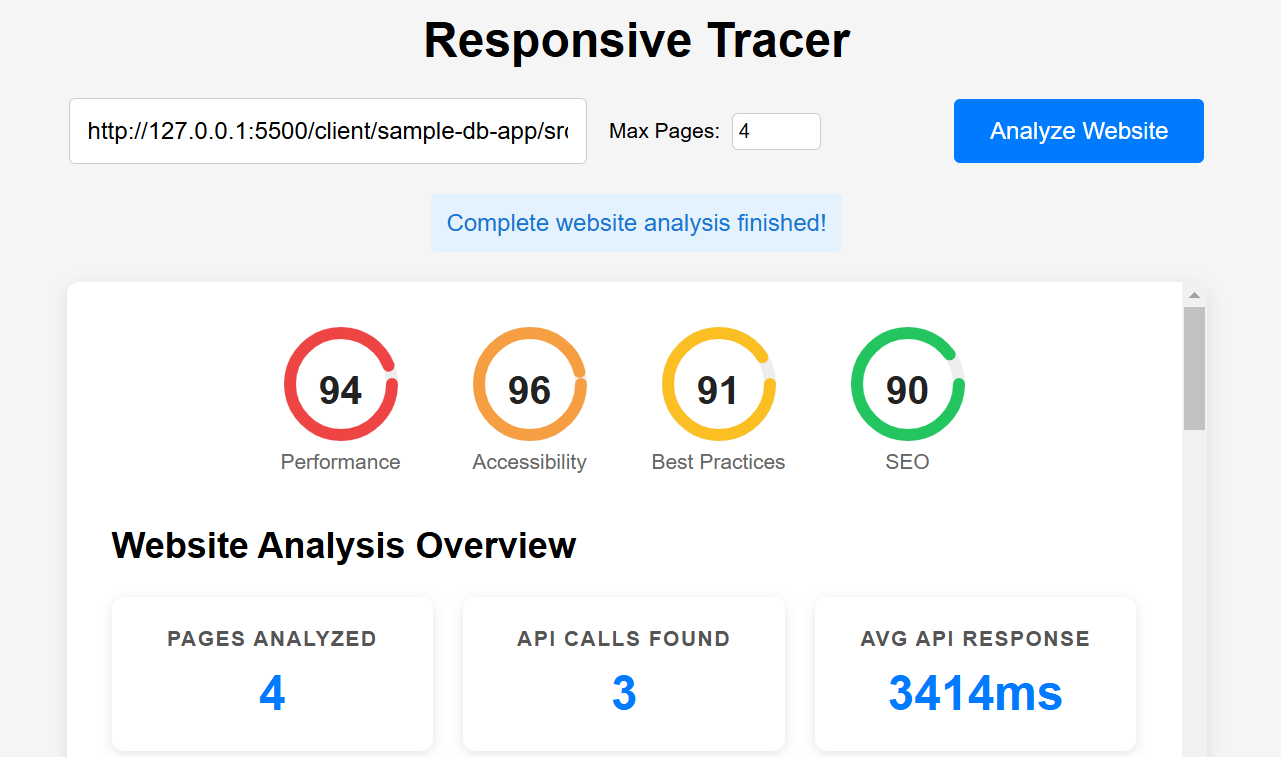 Responsive Tracer
http://127.0.0.1:5500/client/sample-db-app/src
Max Pages: 4
Analyze Website
Complete website analysis finished!
94 96 91 90
Performance Accessibility Best Practices SEO
Website Analysis Overview
PAGES ANALYZED API CALLS FOUND AVG API RESPONSE
4 3 3414ms